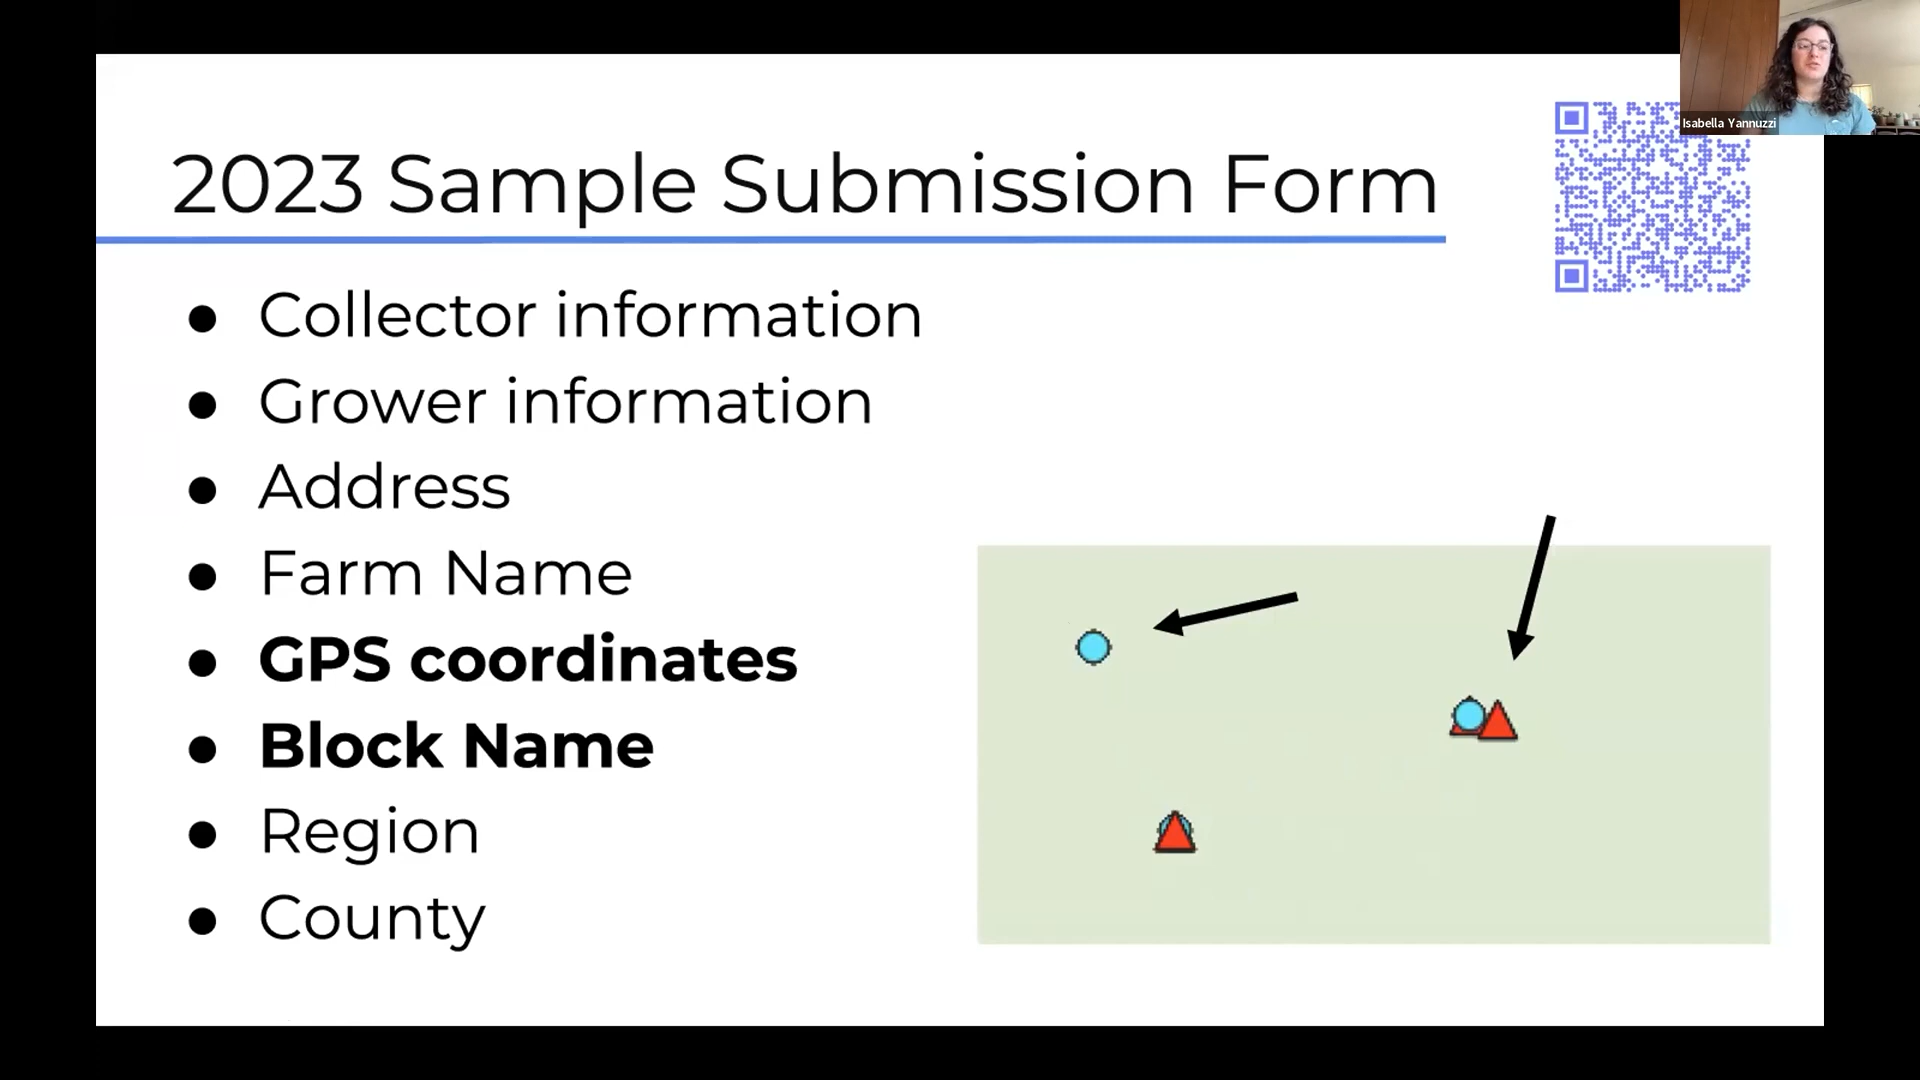 2023 Sample Submission Form
Isabella Yannuzzi
● Collector information
● Grower information
● Address
● Farm Name
● GPS coordinates
● Block Name
● Region
● County